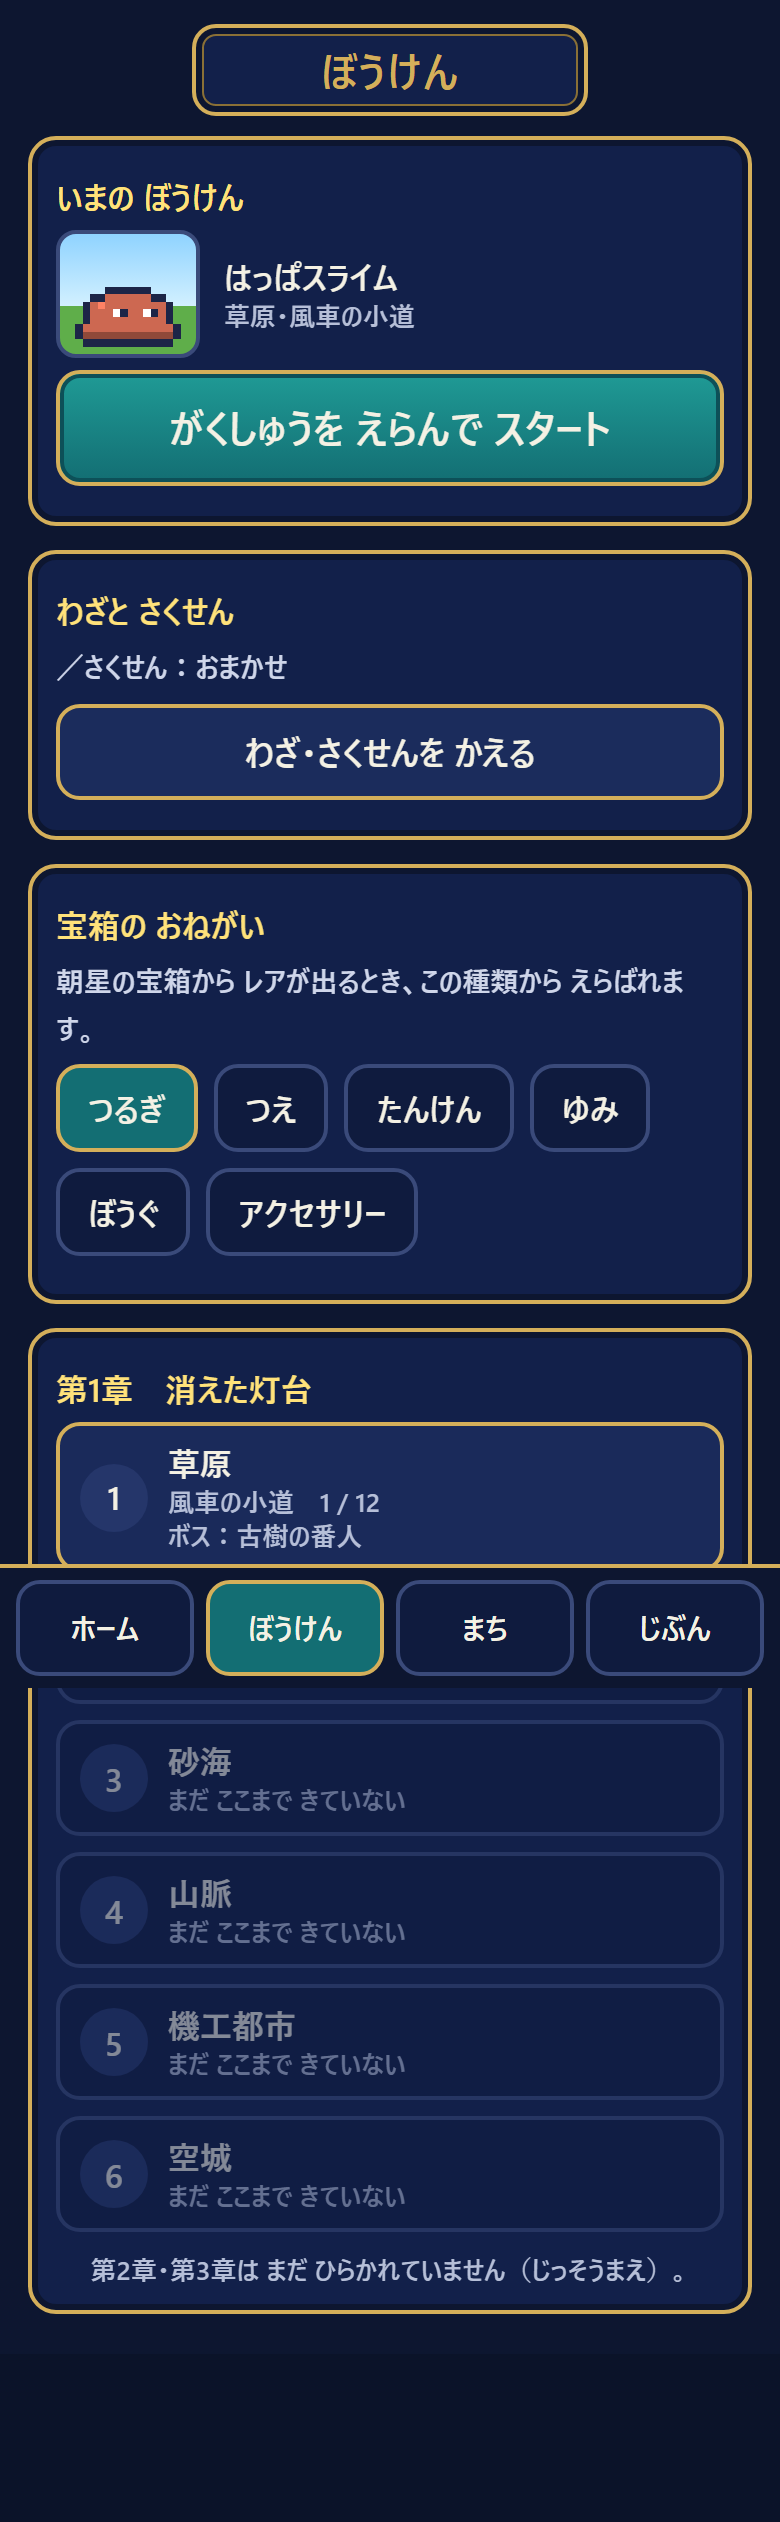 ぼうけん
いまの ぼうけん
はっぱスライム
草原・風車の小道
がくしゅうを えらんで スタート
わざと さくせん
／さくせん：おまかせ
わざ・さくせんを かえる
宝箱の おねがい
朝星の宝箱から レアが出るとき、この種類から えらばれま
す。
つるぎ つえ たんけん ゆみ
ぼうぐ アクセサリー
第1章　消えた灯台
草原
1 風車の小道　1 / 12
ボス：古樹の番人
ホーム ぼうけん まち じぶん
3 砂海
まだ ここまで きていない
4 山脈
まだ ここまで きていない
5 機工都市
まだ ここまで きていない
6 空城
まだ ここまで きていない
第2章・第3章は まだ ひらかれていません（じっそうまえ）。